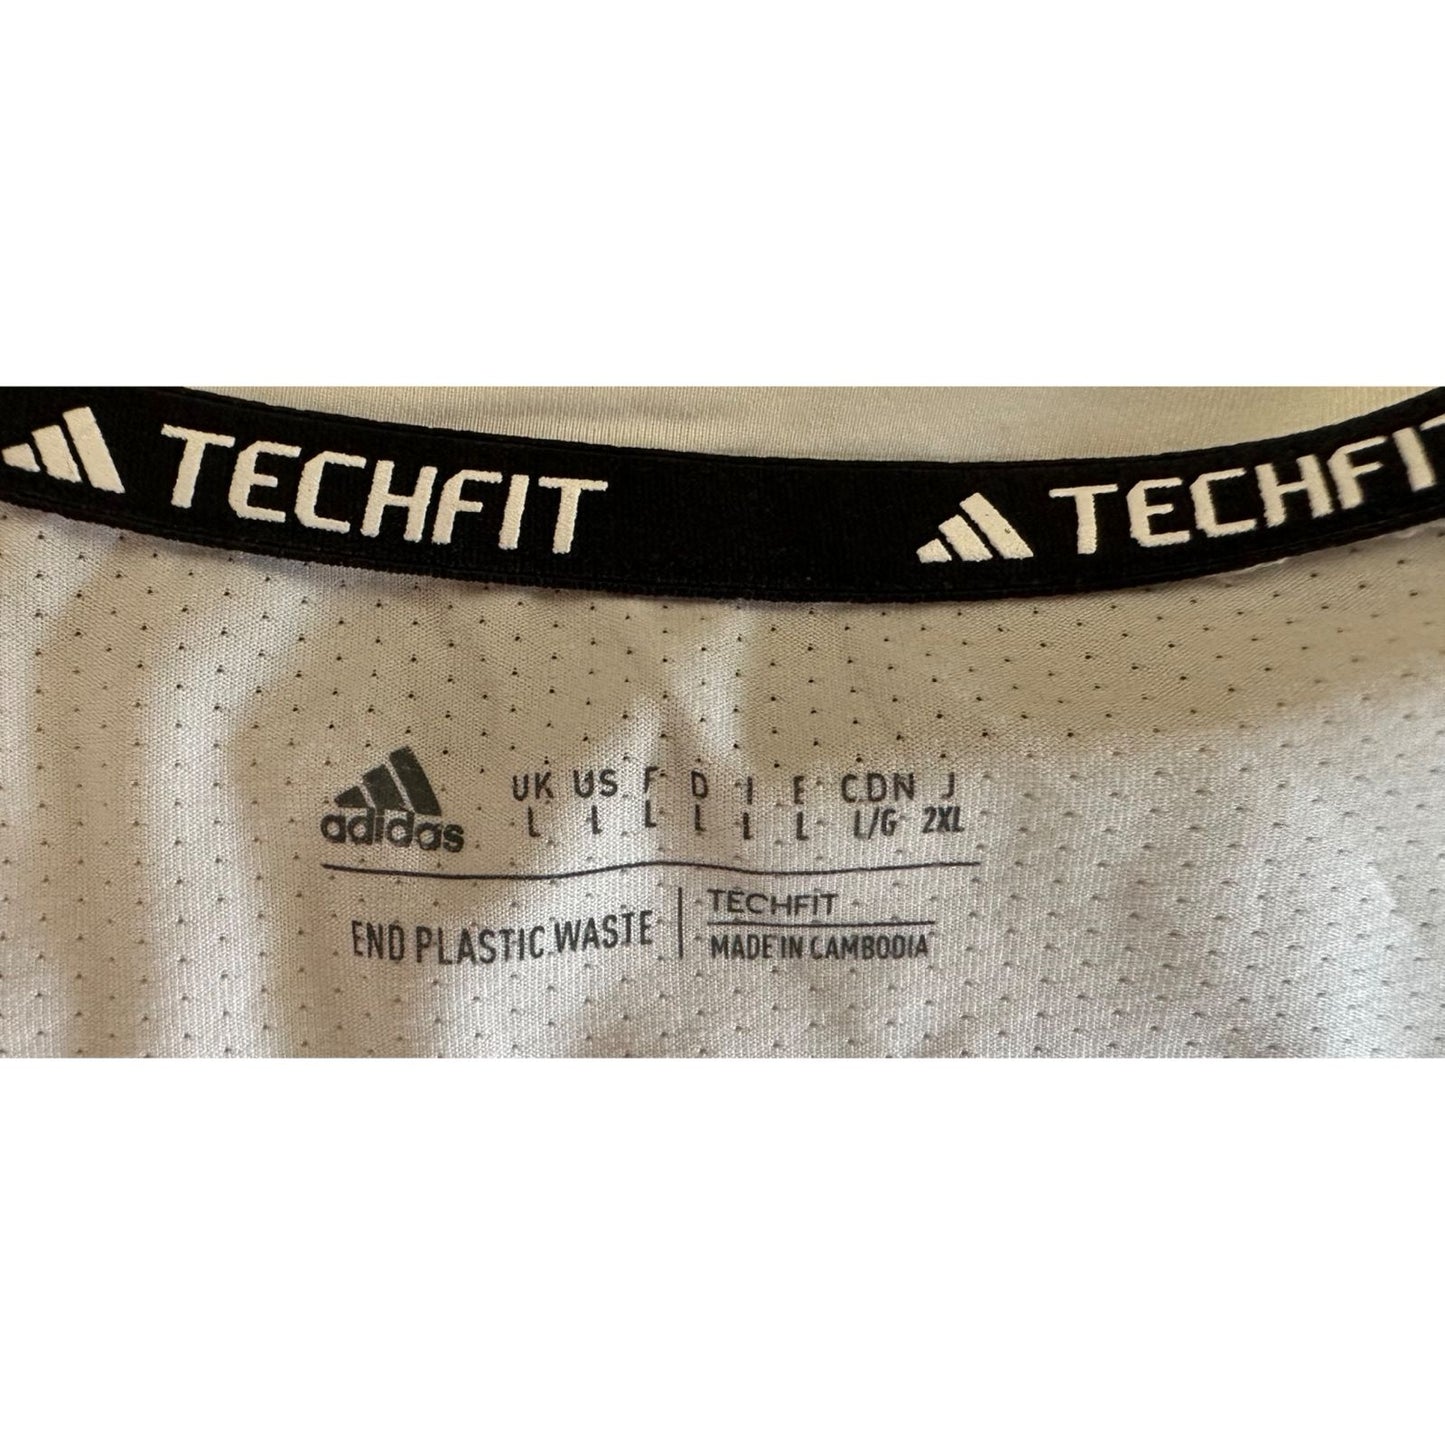 TECHFIT TECHFIT
adidas
UK US F D I E CDN J
L L L L L L L/G 2XL
END PLASTIC WASTE
TECHFIT
MADE IN CAMBODIA